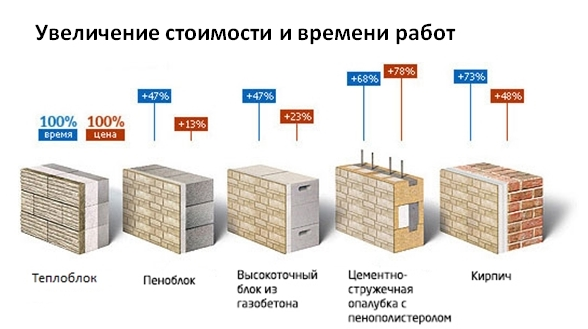 Увеличение стоимости и времени работ
+68% +78%
+47% +47% +73%
+48%
100% 100% +13% +23%
время цена
Теплоблок
Пеноблок
Высокоточный
блок из
газобетона
Цементно-
стружечная
опалубка с
пенополистеролом
Кирпич